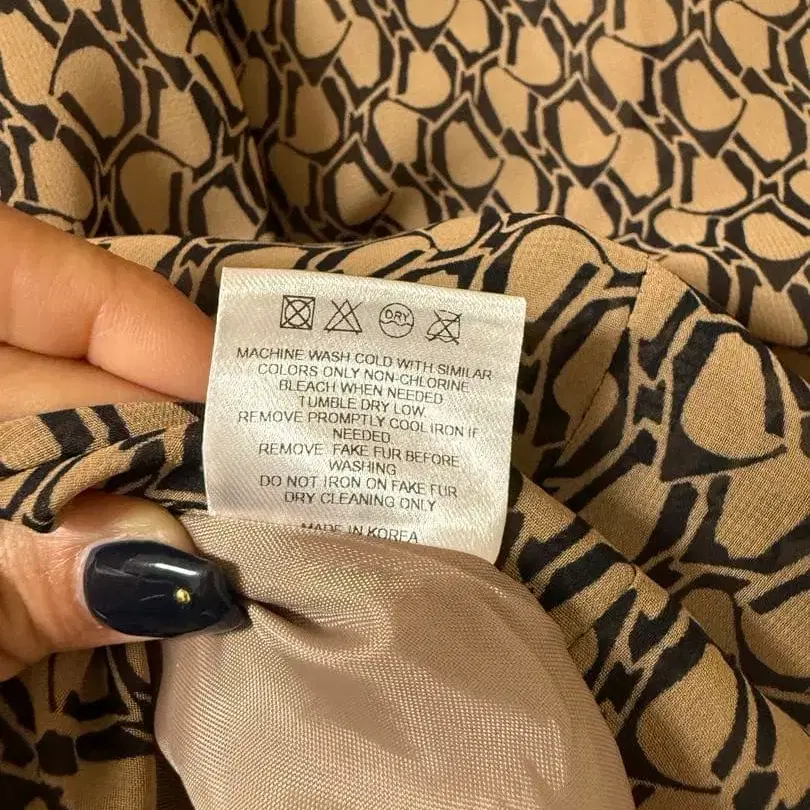 DRY
MACHINE WASH COLD WITH SIMILAR
COLORS ONLY NON-CHLORINE
BLEACH WHEN NEEDED
TUMBLE DRY LOW
REMOVE PROMPTLY COOL IRON IF
NEEDED
REMOVE FAKE FUR BEFORE
WASHING
DO NOT IRON ON FAKE FUR
DRY CLEANING ONLY
MADE IN KOREA